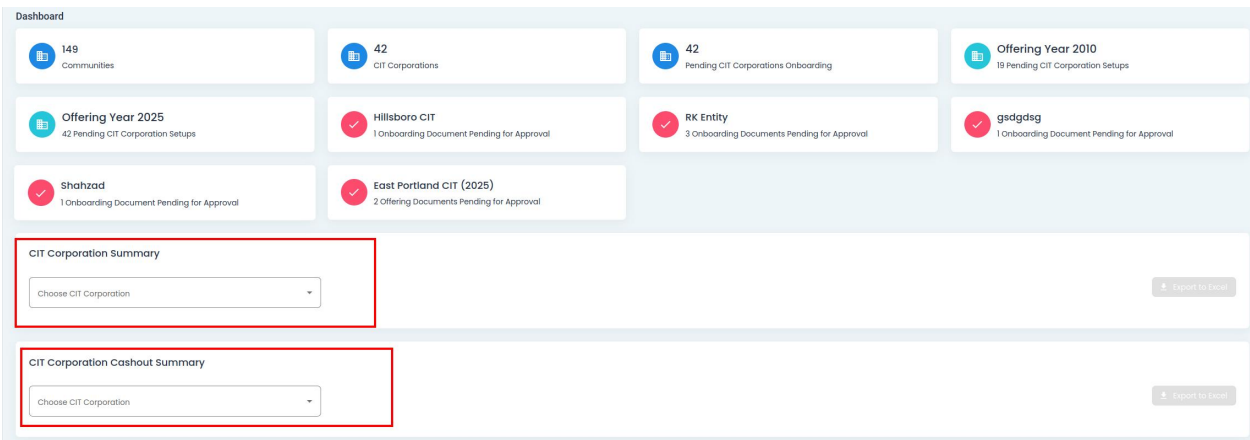 Dashboard
149
Communities
42
CIT Corporations
42
Pending CIT Corporations Onboarding
Offering Year 2010
19 Pending CIT Corporation Setups
Offering Year 2025
42 Pending CIT Corporation Setups
Hillsboro CIT
1 Onboarding Document Pending for Approval
RK Entity
3 Onboarding Documents Pending for Approval
gsdgdsg
1 Onboarding Document Pending for Approval
Shahzad
1 Onboarding Document Pending for Approval
East Portland CIT (2025)
2 Offering Documents Pending for Approval
CIT Corporation Summary
Choose CIT Corporation
Export to Excel
CIT Corporation Cashout Summary
Choose CIT Corporation
Export to Excel